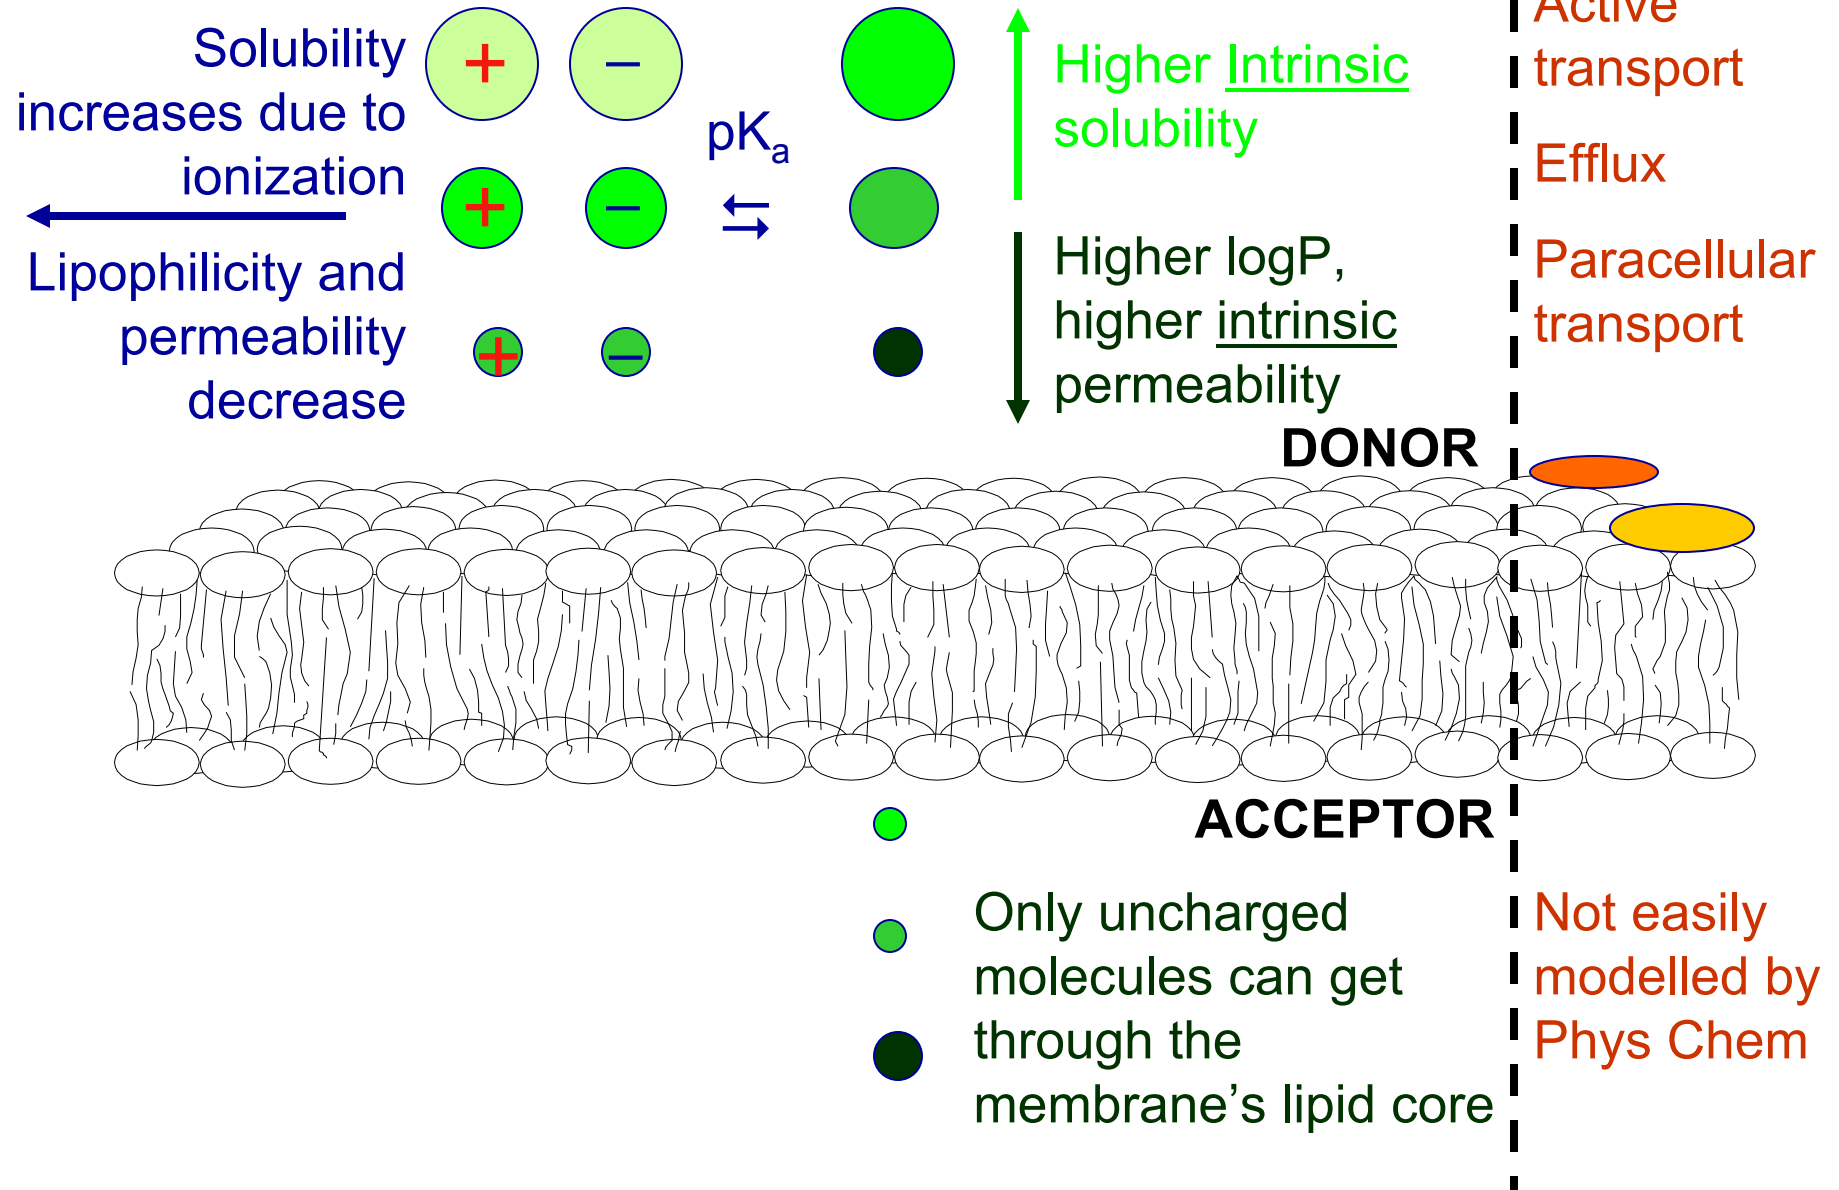 Solubility
increases due to
ionization
Lipophilicity and
permeability
decrease
+
–
+
–
+
–
pKa
Higher Intrinsic
solubility
Higher logP,
higher intrinsic
permeability
Active
transport
Efflux
Paracellular
transport
DONOR
ACCEPTOR
Only uncharged
molecules can get
through the
membrane’s lipid core
Not easily
modelled by
Phys Chem